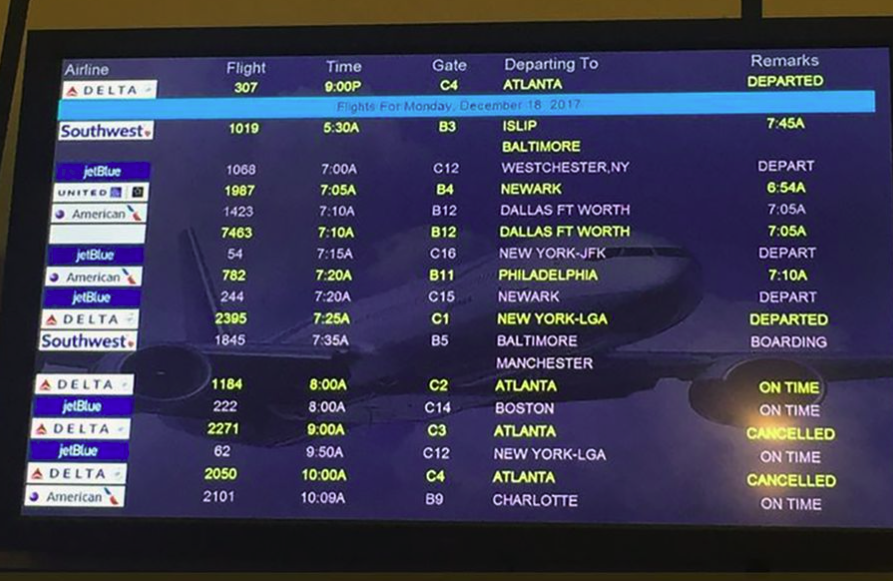 Airline Flight Time Gate Departing To Remarks
DELTA 307 9:00P C4 ATLANTA DEPARTED
Flights For Monday, December 18 2017
Southwest 1019 5:30A B3 ISLIP 7:45A
BALTIMORE
jetBlue 1068 7:00A C12 WESTCHESTER,NY DEPART
UNITED 1987 7:05A B4 NEWARK 6:54A
American 1423 7:10A B12 DALLAS FT WORTH 7:05A
7463 7:10A B12 DALLAS FT WORTH 7:05A
jetBlue 54 7:15A C16 NEW YORK-JFK DEPART
American 782 7:20A B11 PHILADELPHIA 7:10A
jetBlue 244 7:20A C15 NEWARK DEPART
DELTA 2395 7:25A C1 NEW YORK-LGA DEPARTED
Southwest 1845 7:35A B5 BALTIMORE BOARDING
MANCHESTER
DELTA 1184 8:00A C2 ATLANTA ON TIME
jetBlue 222 8:00A C14 BOSTON ON TIME
DELTA 2271 9:00A C3 ATLANTA CANCELLED
jetBlue 62 9:50A C12 NEW YORK-LGA ON TIME
DELTA 2050 10:00A C4 ATLANTA CANCELLED
American 2101 10:09A B9 CHARLOTTE ON TIME